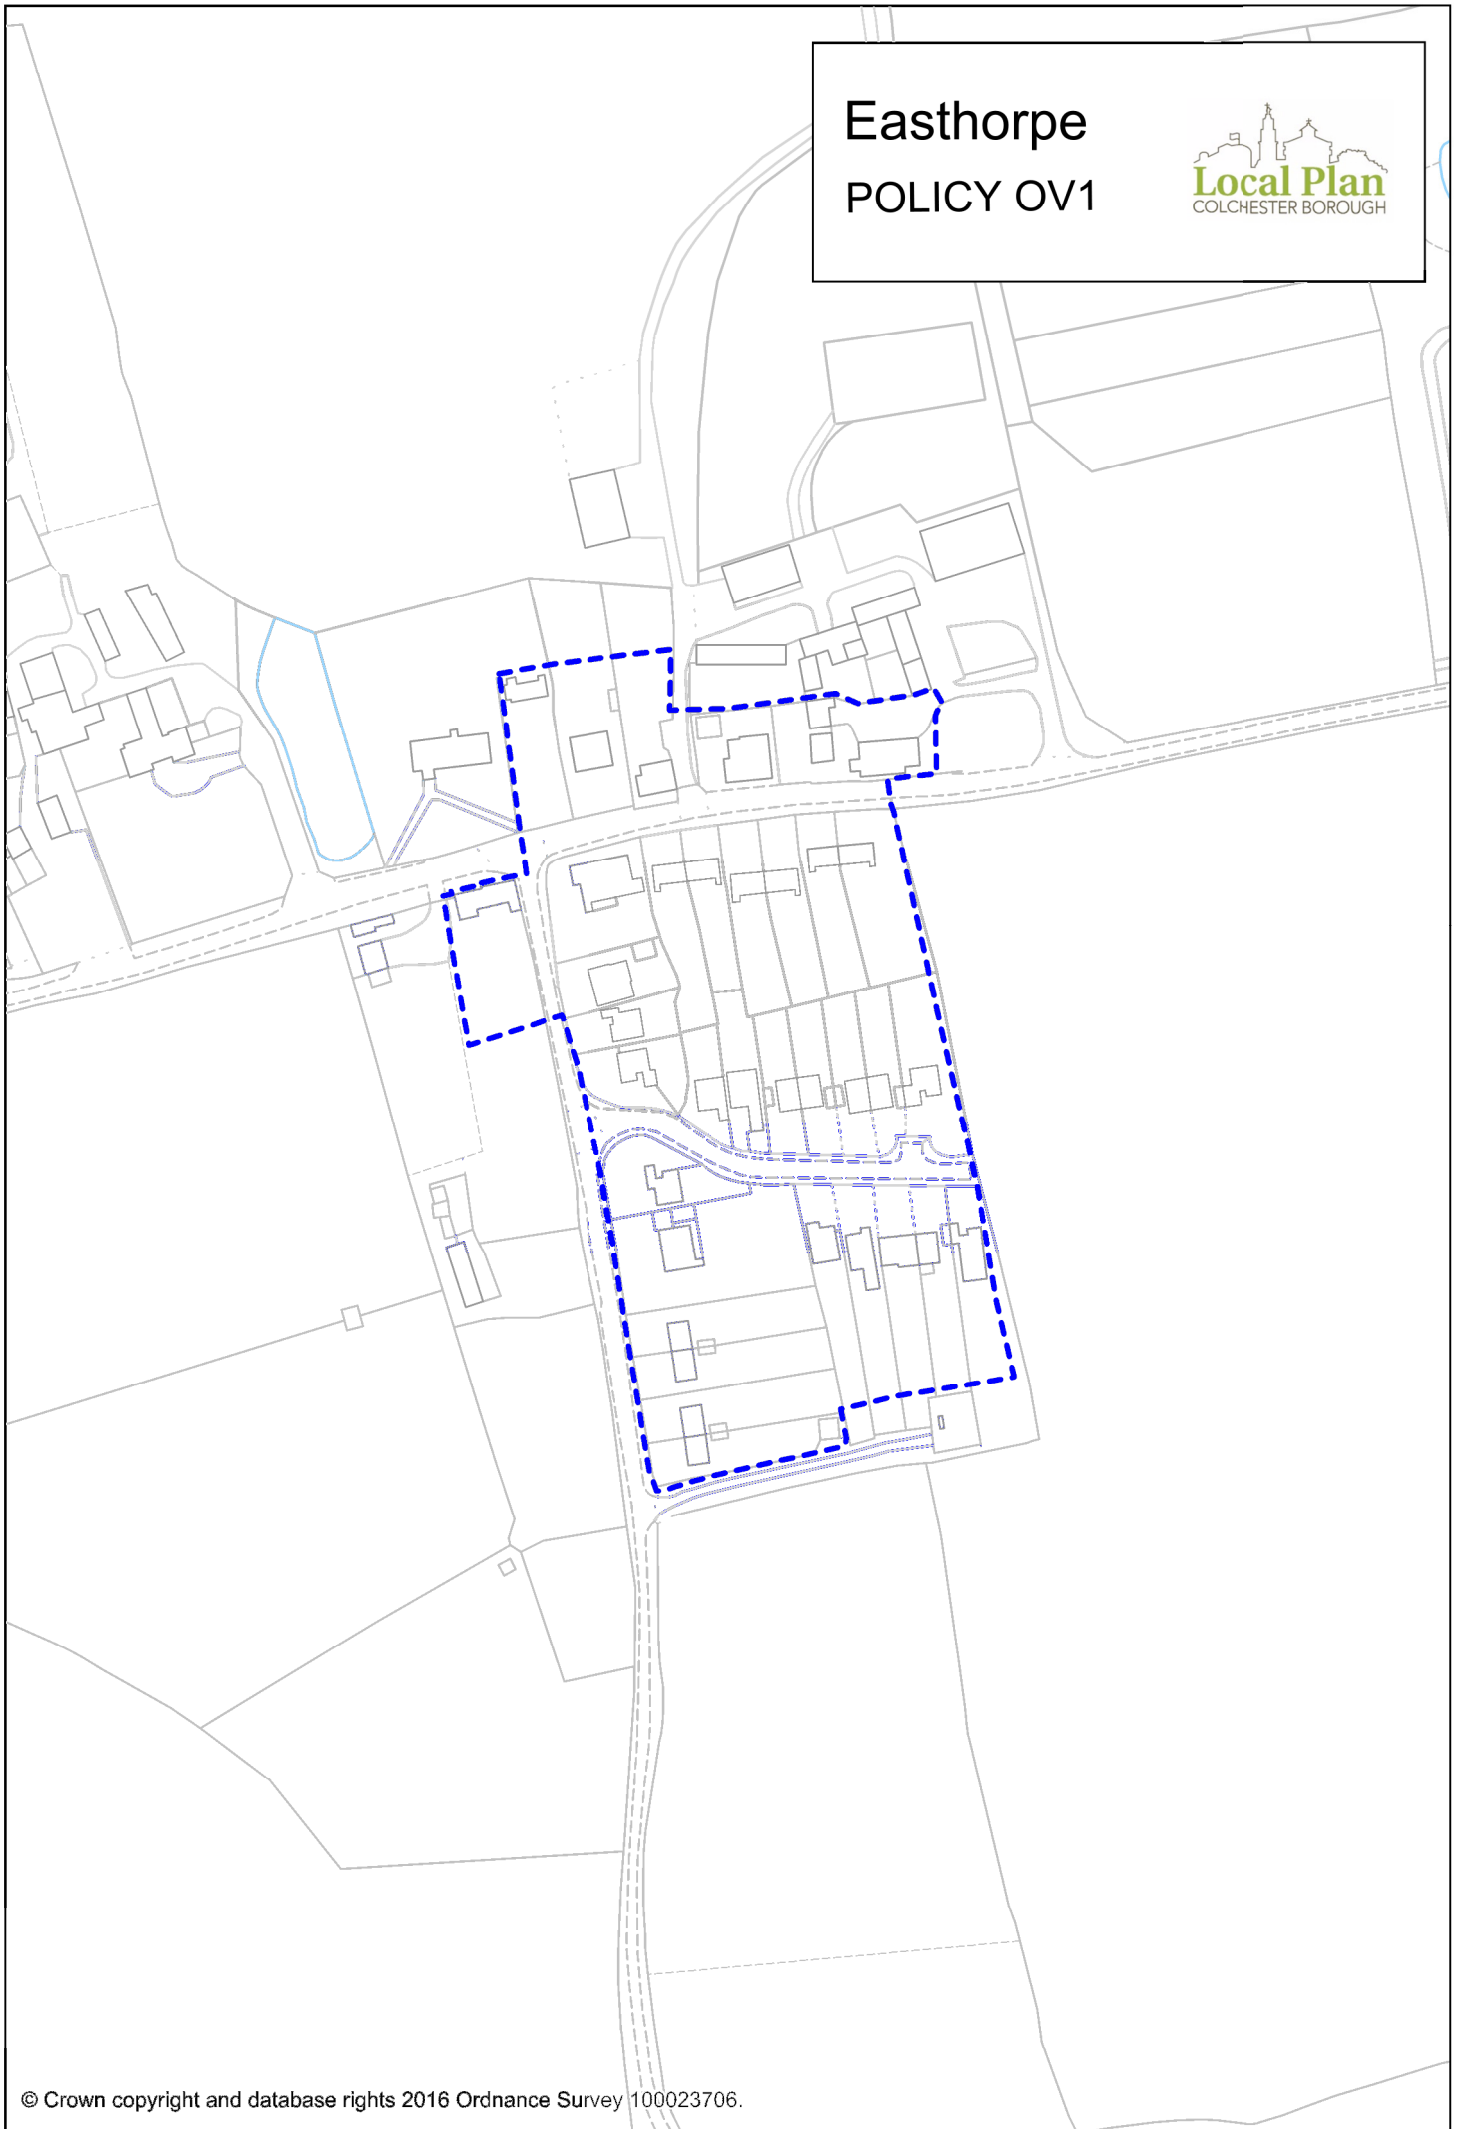 Easthorpe
POLICY OV1
Local Plan
COLCHESTER BOROUGH
© Crown copyright and database rights 2016 Ordnance Survey 100023706.